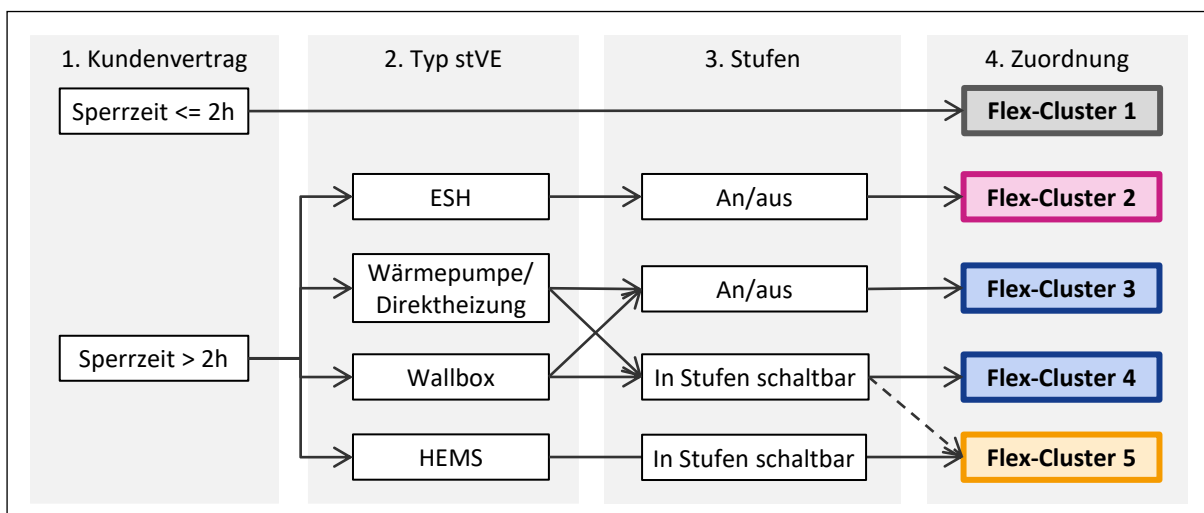 1. Kundenvertrag
2. Typ stVE
3. Stufen
4. Zuordnung
Sperrzeit <= 2h
Flex-Cluster 1
ESH
An/aus
Flex-Cluster 2
Wärmepumpe/
Direktheizung
An/aus
Flex-Cluster 3
Sperrzeit > 2h
Wallbox
In Stufen schaltbar
Flex-Cluster 4
HEMS
In Stufen schaltbar
Flex-Cluster 5